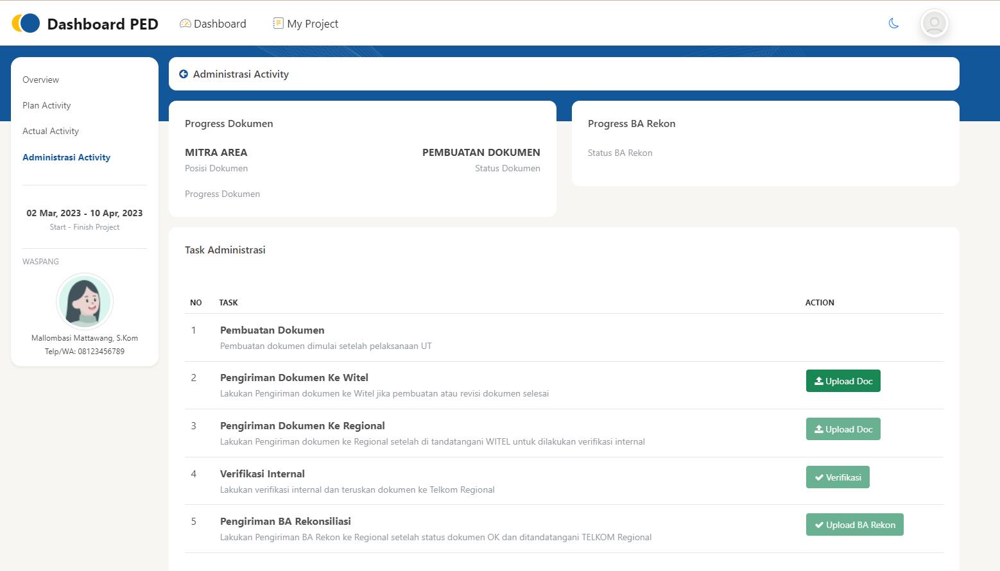 Dashboard PED
Dashboard
My Project
Overview
Plan Activity
Actual Activity
Administrasi Activity
02 Mar, 2023 - 10 Apr, 2023
Start - Finish Project
WASPANG
Mallombasi Mattawang, S.Kom
Telp/WA: 08123456789
Administrasi Activity
Progress Dokumen
MITRA AREA
Posisi Dokumen
PEMBUATAN DOKUMEN
Status Dokumen
Progress Dokumen
Progress BA Rekon
Status BA Rekon
Task Administrasi
NO TASK ACTION
1 Pembuatan Dokumen
Pembuatan dokumen dimulai setelah pelaksanaan UT
2 Pengiriman Dokumen Ke Witel
Lakukan Pengiriman dokumen ke Witel jika pembuatan atau revisi dokumen selesai
Upload Doc
3 Pengiriman Dokumen Ke Regional
Lakukan Pengiriman dokumen ke Regional setelah di tandatangani WITEL untuk dilakukan verifikasi internal
Upload Doc
4 Verifikasi Internal
Lakukan verifikasi internal dan teruskan dokumen ke Telkom Regional
Verifikasi
5 Pengiriman BA Rekonsiliasi
Lakukan Pengiriman BA Rekon ke Regional setelah status dokumen OK dan ditandatangani TELKOM Regional
Upload BA Rekon